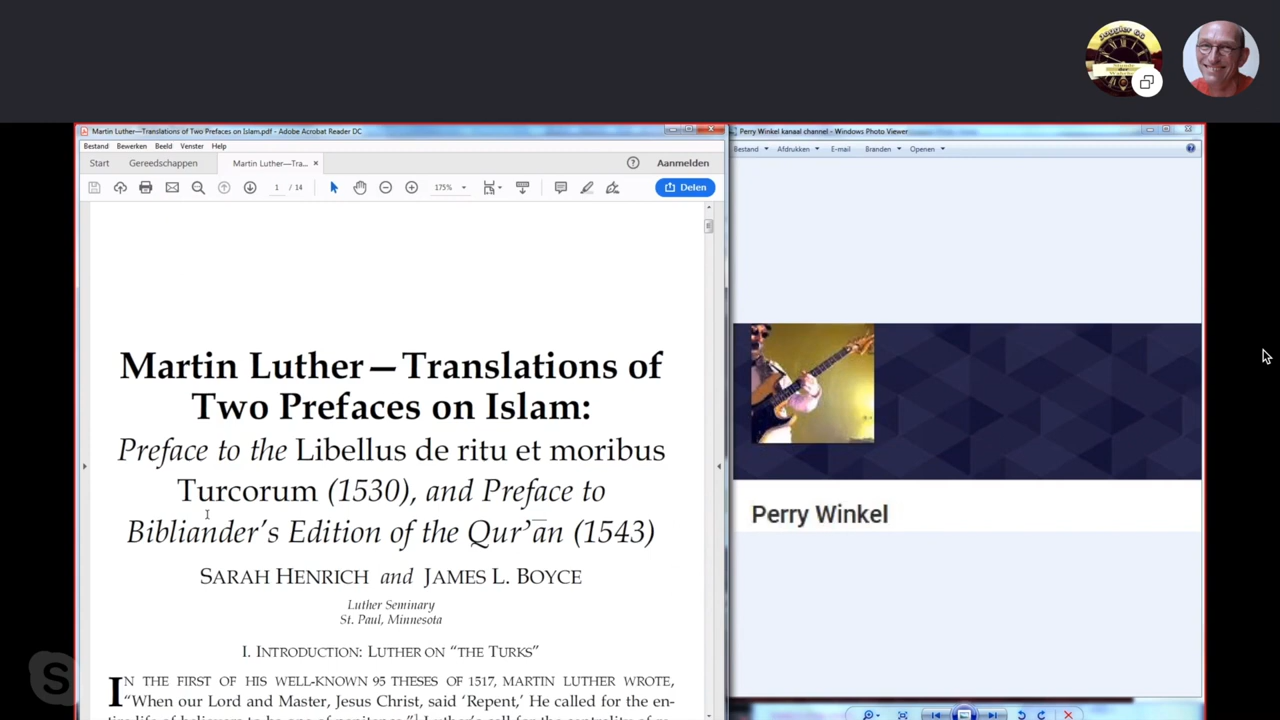 Juggler 66
Martin Luther—Translations of Two Prefaces on Islam.pdf - Adobe Acrobat Reader DC
Bestand Bewerken Beeld Venster Help
Start Gereedschappen Martin Luther—Tra... × Aanmelden
1 / 14 175% Delen
Martin Luther—Translations of
Two Prefaces on Islam:
Preface to the Libellus de ritu et moribus
Turcorum (1530), and Preface to
Bibliander’s Edition of the Qur’ān (1543)
SARAH HENRICH and JAMES L. BOYCE
Luther Seminary
St. Paul, Minnesota
I. INTRODUCTION: LUTHER ON “THE TURKS”
IN THE FIRST OF HIS WELL-KNOWN 95 THESES OF 1517, MARTIN LUTHER WROTE,
“When our Lord and Master, Jesus Christ, said ‘Repent,’ He called for the en-
Perry Winkel kanaal channel - Windows Photo Viewer
Bestand Afdrukken E-mail Branden Openen
Perry Winkel
S